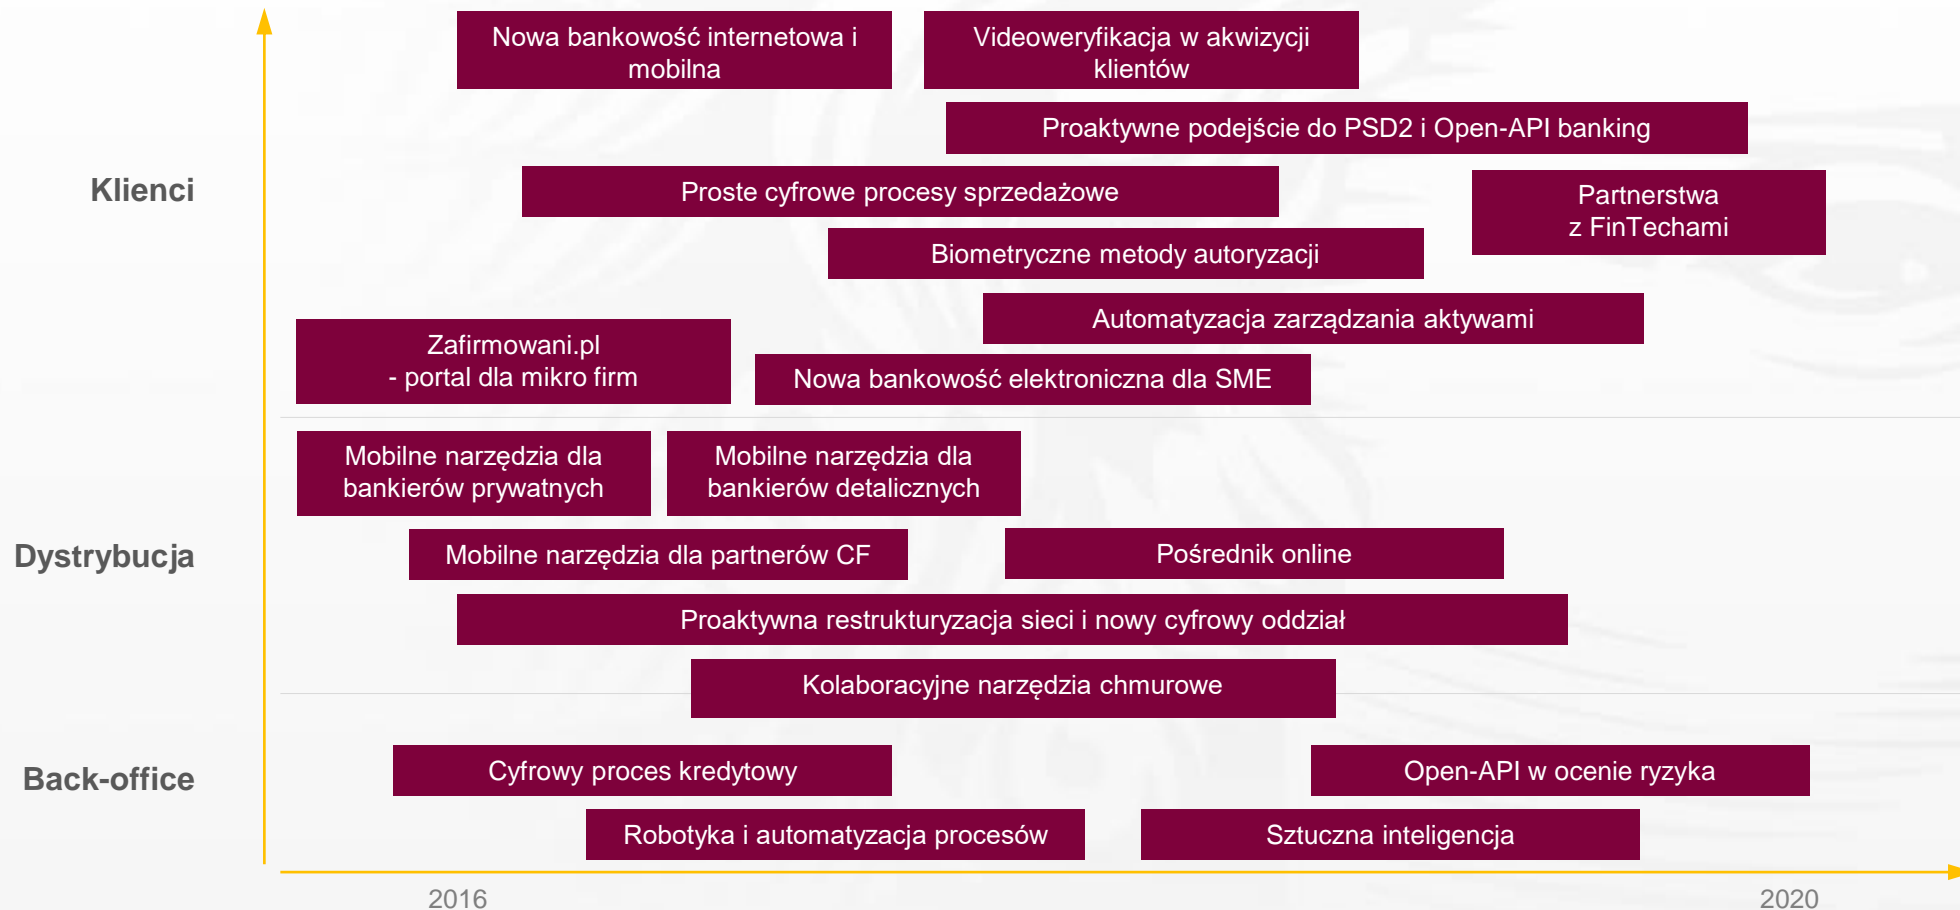 Nowa bankowość internetowa i
mobilna
Videoweryfikacja w akwizycji
klientów
Proaktywne podejście do PSD2 i Open-API banking
Klienci
Proste cyfrowe procesy sprzedażowe
Partnerstwa
z FinTechami
Biometryczne metody autoryzacji
Automatyzacja zarządzania aktywami
Zafirmowani.pl
- portal dla mikro firm
Nowa bankowość elektroniczna dla SME
Mobilne narzędzia dla
bankierów prywatnych
Mobilne narzędzia dla
bankierów detalicznych
Dystrybucja
Mobilne narzędzia dla partnerów CF
Pośrednik online
Proaktywna restrukturyzacja sieci i nowy cyfrowy oddział
Kolaboracyjne narzędzia chmurowe
Back-office
Cyfrowy proces kredytowy
Open-API w ocenie ryzyka
Robotyka i automatyzacja procesów
Sztuczna inteligencja
2016
2020